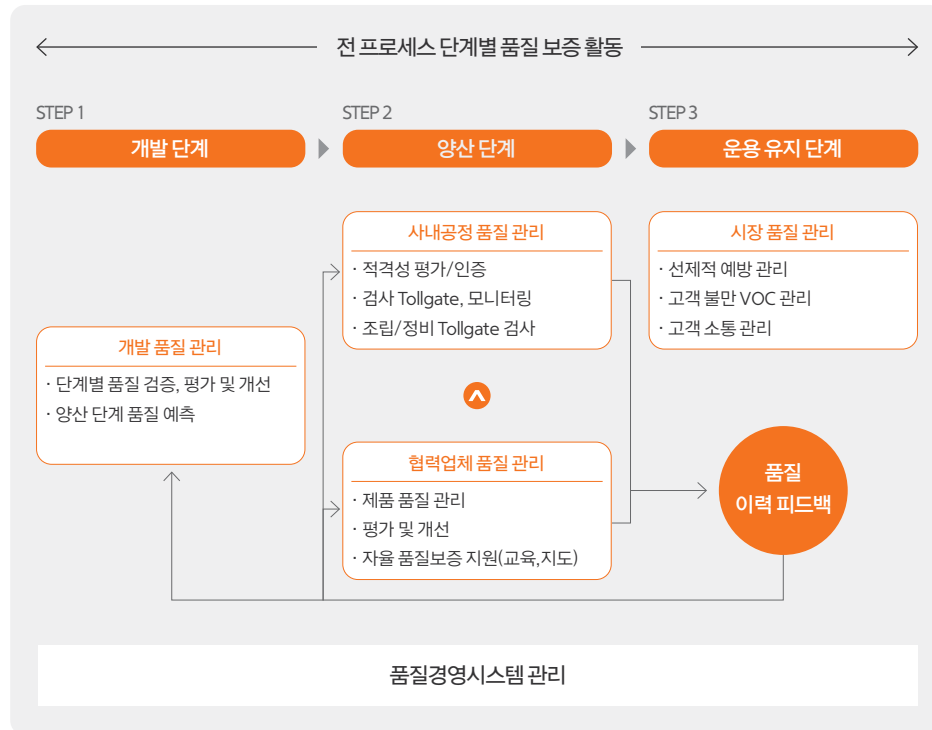 전 프로세스 단계별 품질 보증 활동
STEP 1
개발 단계
STEP 2
양산 단계
STEP 3
운용 유지 단계
개발 품질 관리
· 단계별 품질 검증, 평가 및 개선
· 양산 단계 품질 예측
사내공정 품질 관리
· 적격성 평가/인증
· 검사 Tollgate, 모니터링
· 조립/정비 Tollgate 검사
협력업체 품질 관리
· 제품 품질 관리
· 평가 및 개선
· 자율 품질보증 지원(교육,지도)
시장 품질 관리
· 선제적 예방 관리
· 고객 불만 VOC 관리
· 고객 소통 관리
품질
이력 피드백
품질경영시스템 관리